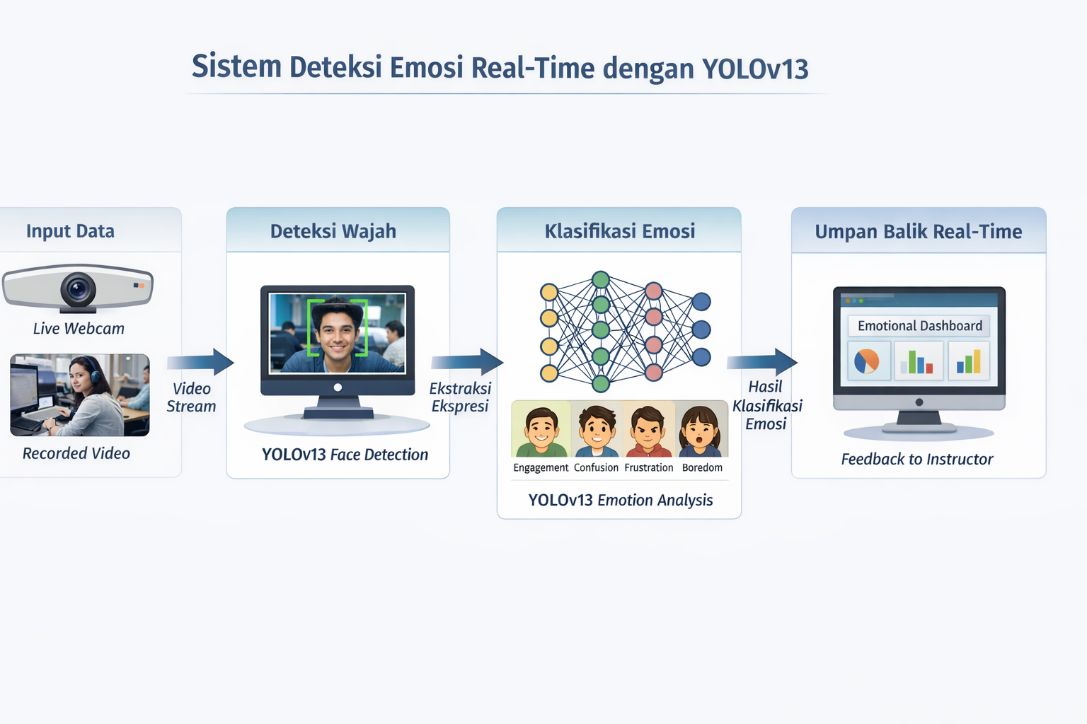 Sistem Deteksi Emosi Real-Time dengan YOLOv13
Input Data
Live Webcam
Recorded Video
Video
Stream
Deteksi Wajah
YOLOv13 Face Detection
Ekstraksi
Ekspresi
Klasifikasi Emosi
Engagement Confusion Frustration Boredom
YOLOv13 Emotion Analysis
Hasil
Klasifikasi
Emosi
Umpan Balik Real-Time
Emotional Dashboard
Feedback to Instructor